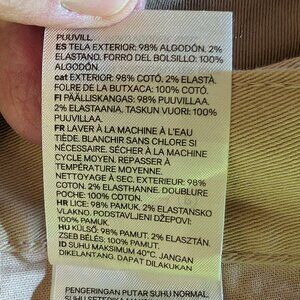 PUUVILL.
ES TELA EXTERIOR: 98% ALGODÓN. 2%
ELASTANO. FORRO DEL BOLSILLO: 100%
ALGODÓN.
cat EXTERIOR: 98% COTÓ. 2% ELASTÀ.
FOLRE DE LA BUTXACA: 100% COTÓ.
FI PÄÄLLISKANGAS: 98% PUUVILLAA.
2% ELASTAANIA. TASKUN VUORI: 100%
PUUVILLAA.
FR LAVER À LA MACHINE À L'EAU
TIÈDE. BLANCHIR SANS CHLORE SI
NÉCESSAIRE. SÉCHER À LA MACHINE
CYCLE MOYEN. REPASSER À
TEMPÉRATURE MOYENNE.
NETTOYAGE À SEC. EXTERIEUR: 98%
COTON. 2% ELASTHANNE. DOUBLURE
POCHE: 100% COTON.
HR LICE: 98% PAMUK. 2% ELASTANSKO
VLAKNO. PODSTAVLJENI DŽEPOVI:
100% PAMUK.
HU KÜLSŐ: 98% PAMUT. 2% ELASZTÁN.
ZSEB BÉLÉS: 100% PAMUT.
ID SUHU MAKSIMUM 40°C. JANGAN
DIKELANTANG. DAPAT DILAKUKAN
PENGERINGAN PUTAR SUHU NORMAL.